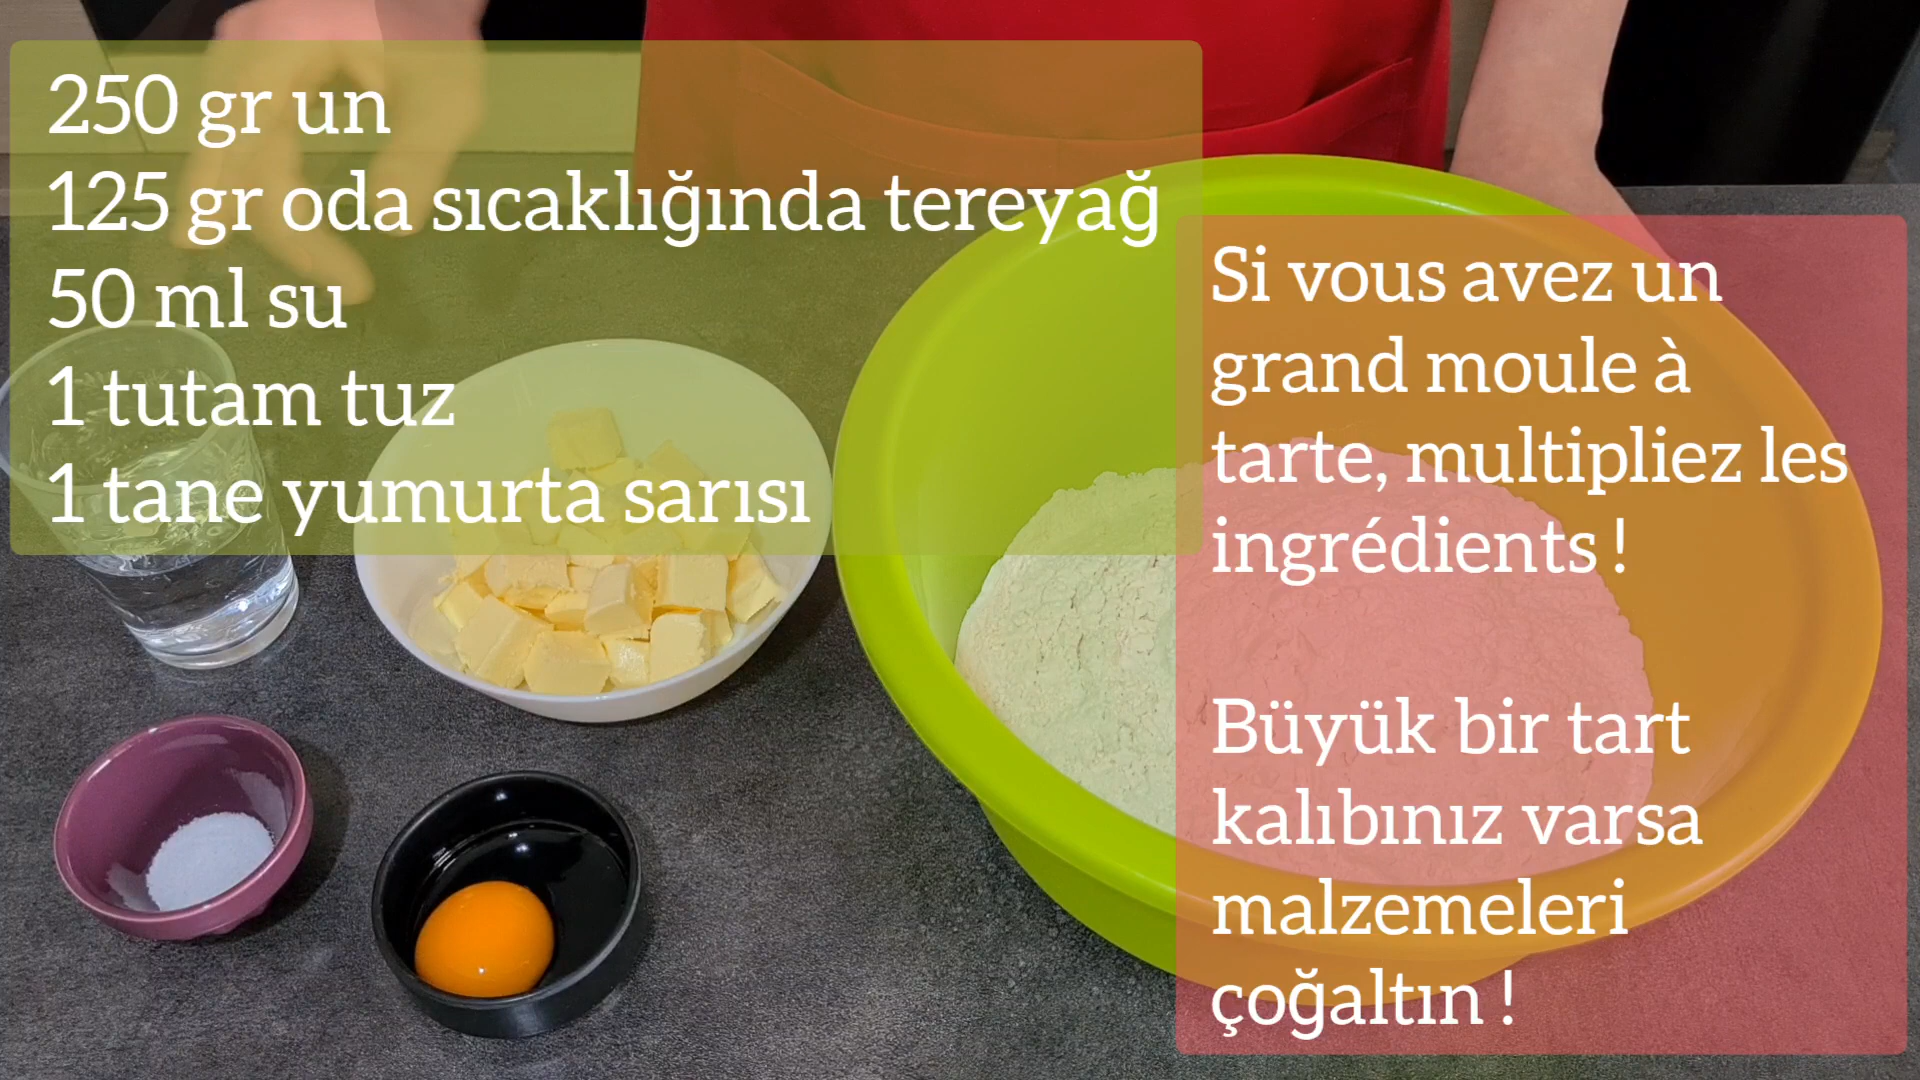 250 gr un
125 gr oda sıcaklığında tereyağ
50 ml su
1 tutam tuz
1 tane yumurta sarısı
Si vous avez un
grand moule à
tarte, multipliez les
ingrédients !
Büyük bir tart
kalıbınız varsa
malzemeleri
çoğaltın !